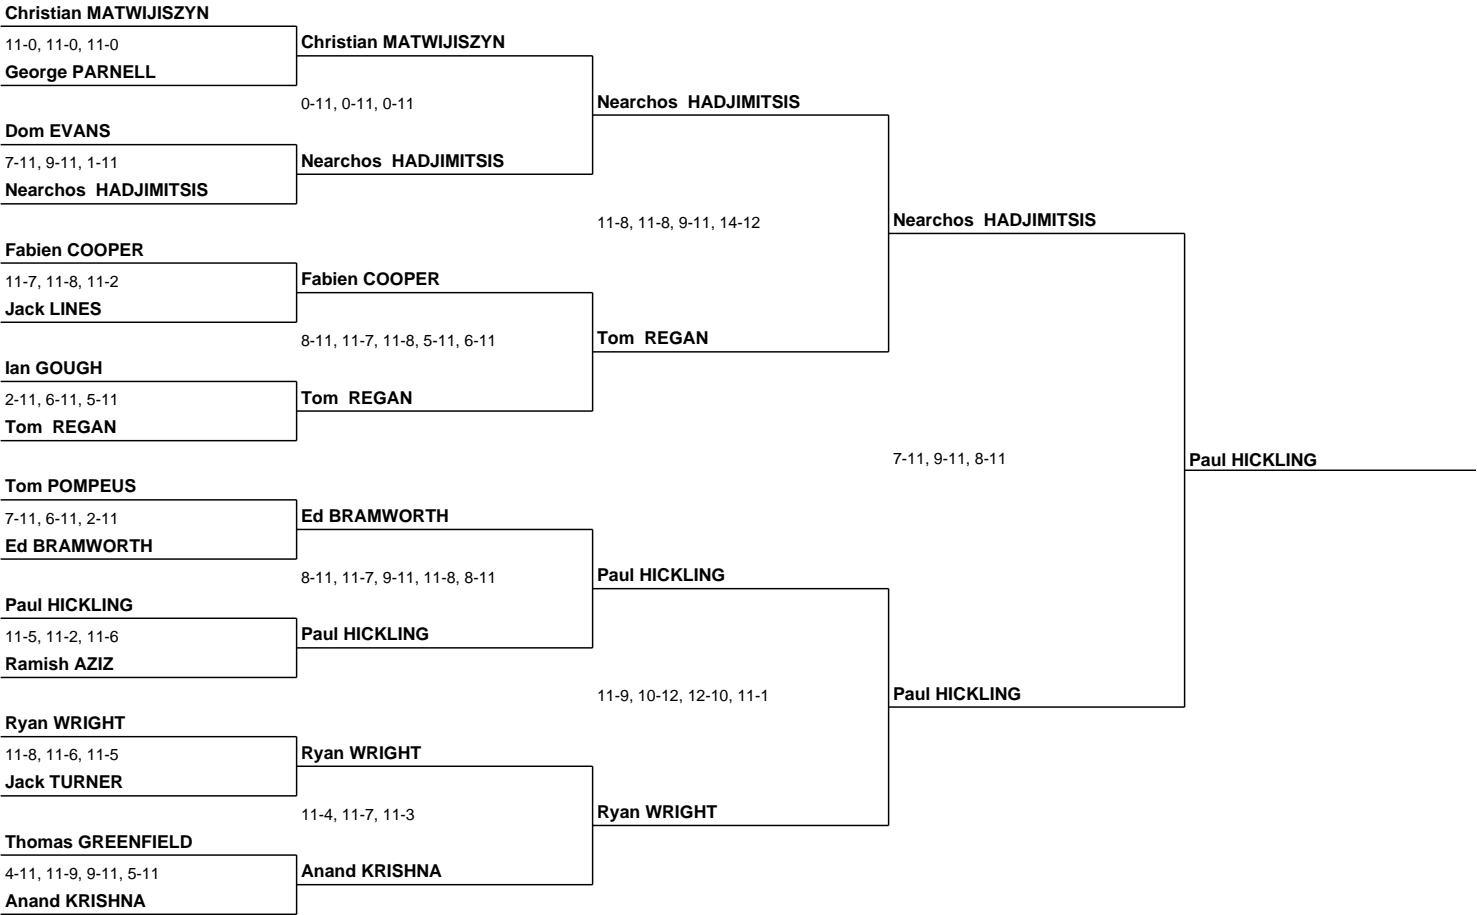 Christian MATWIJISZYN
11-0, 11-0, 11-0
George PARNELL
Dom EVANS
7-11, 9-11, 1-11
Nearchos  HADJIMITSIS
Fabien COOPER
11-7, 11-8, 11-2
Jack LINES
Ian GOUGH
2-11, 6-11, 5-11
Tom  REGAN
Tom POMPEUS
7-11, 6-11, 2-11
Ed BRAMWORTH
Paul HICKLING
11-5, 11-2, 11-6
Ramish AZIZ
Ryan WRIGHT
11-8, 11-6, 11-5
Jack TURNER
Thomas GREENFIELD
4-11, 11-9, 9-11, 5-11
Anand KRISHNA
Christian MATWIJISZYN
0-11, 0-11, 0-11
Nearchos  HADJIMITSIS
Fabien COOPER
8-11, 11-7, 11-8, 5-11, 6-11
Tom  REGAN
Ed BRAMWORTH
8-11, 11-7, 9-11, 11-8, 8-11
Paul HICKLING
Ryan WRIGHT
11-4, 11-7, 11-3
Anand KRISHNA
Nearchos  HADJIMITSIS
11-8, 11-8, 9-11, 14-12
Tom  REGAN
Paul HICKLING
11-9, 10-12, 12-10, 11-1
Ryan WRIGHT
Nearchos  HADJIMITSIS
7-11, 9-11, 8-11
Paul HICKLING
Paul HICKLING